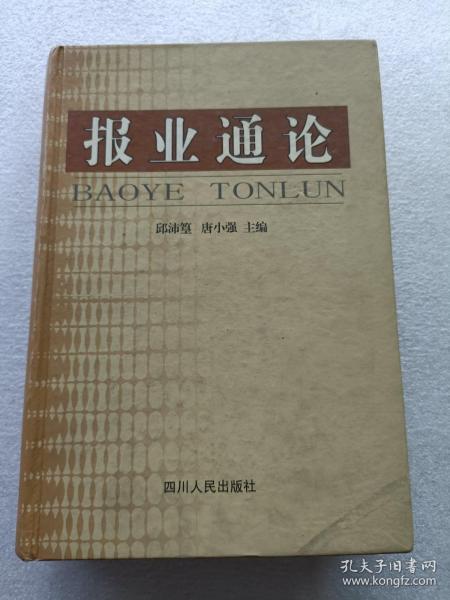 报业通论
BAOYE TONLUN
邱沛篁 唐小强 主编
四川人民出版社
孔夫子旧书网
www.kongfz.com